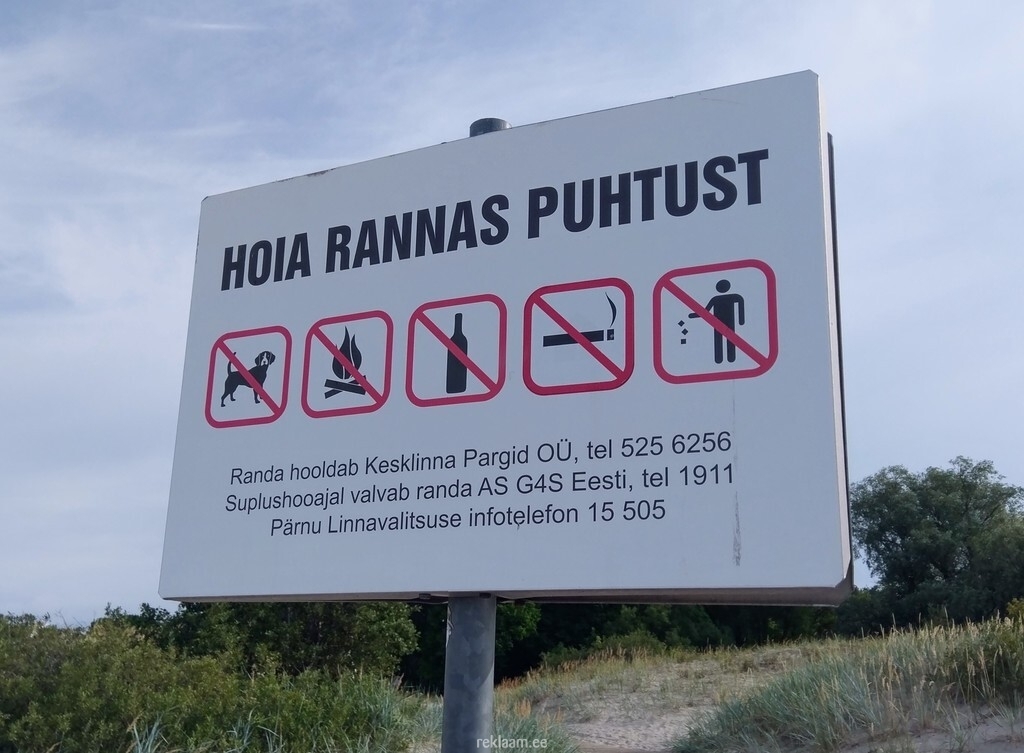 HOIA RANNAS PUHTUST
Randa hooldab Kesklinna Pargid OÜ, tel 525 6256
Suplushooajal valvab randa AS G4S Eesti, tel 1911
Pärnu Linnavalitsuse infotelefon 15 505
reklaam.ee